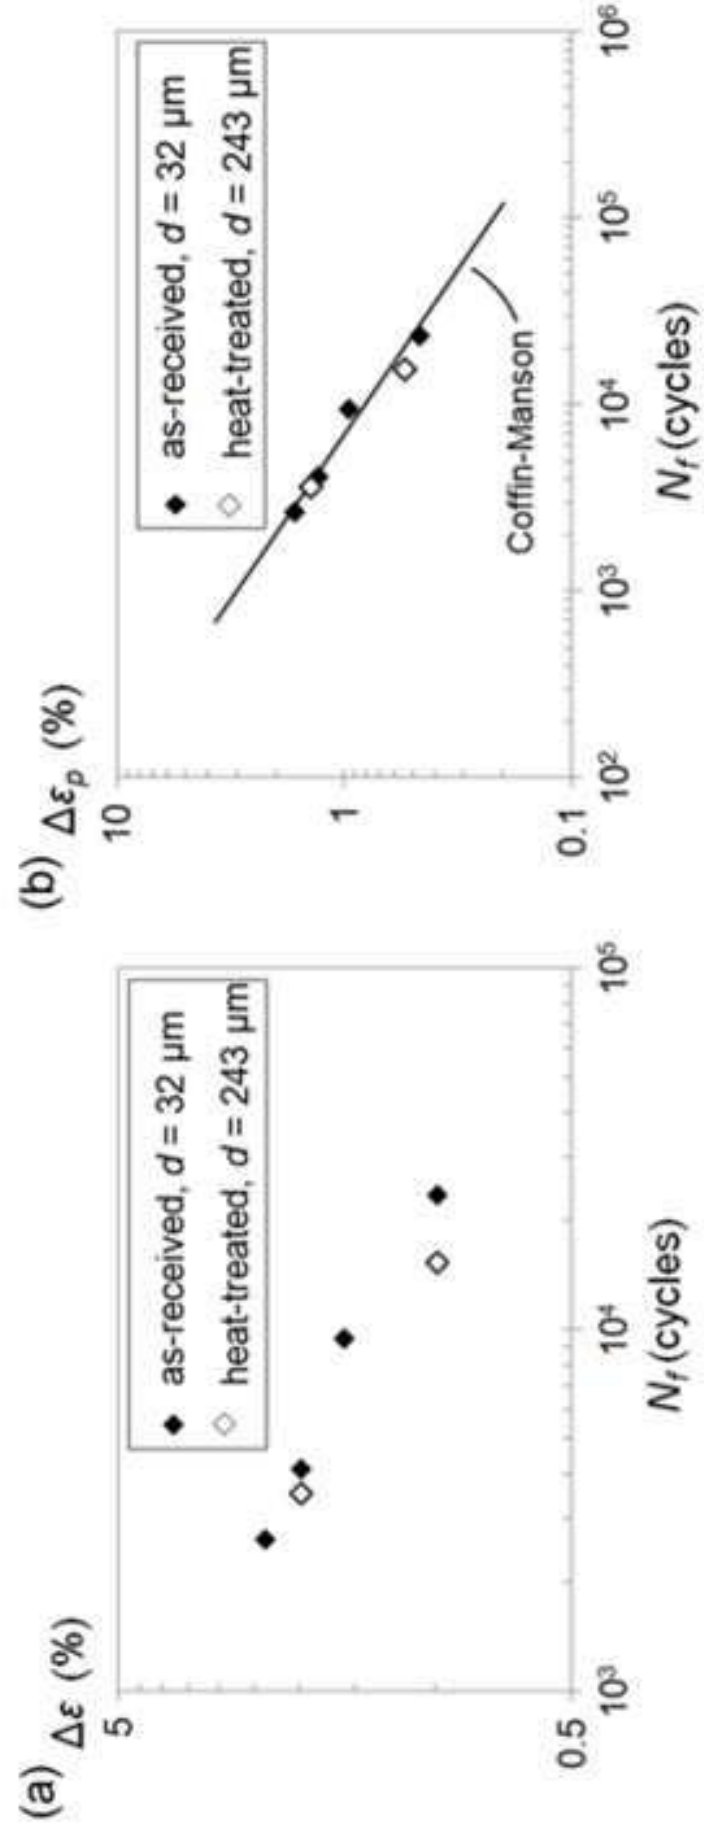 (a) Δε (%)
5
0.5
10³
10⁴
10⁵
N_f (cycles)
as-received, d = 32 μm
heat-treated, d = 243 μm
(b) Δε_p (%)
10
1
0.1
10²
10³
10⁴
10⁵
10⁶
N_f (cycles)
as-received, d = 32 μm
heat-treated, d = 243 μm
Coffin-Manson